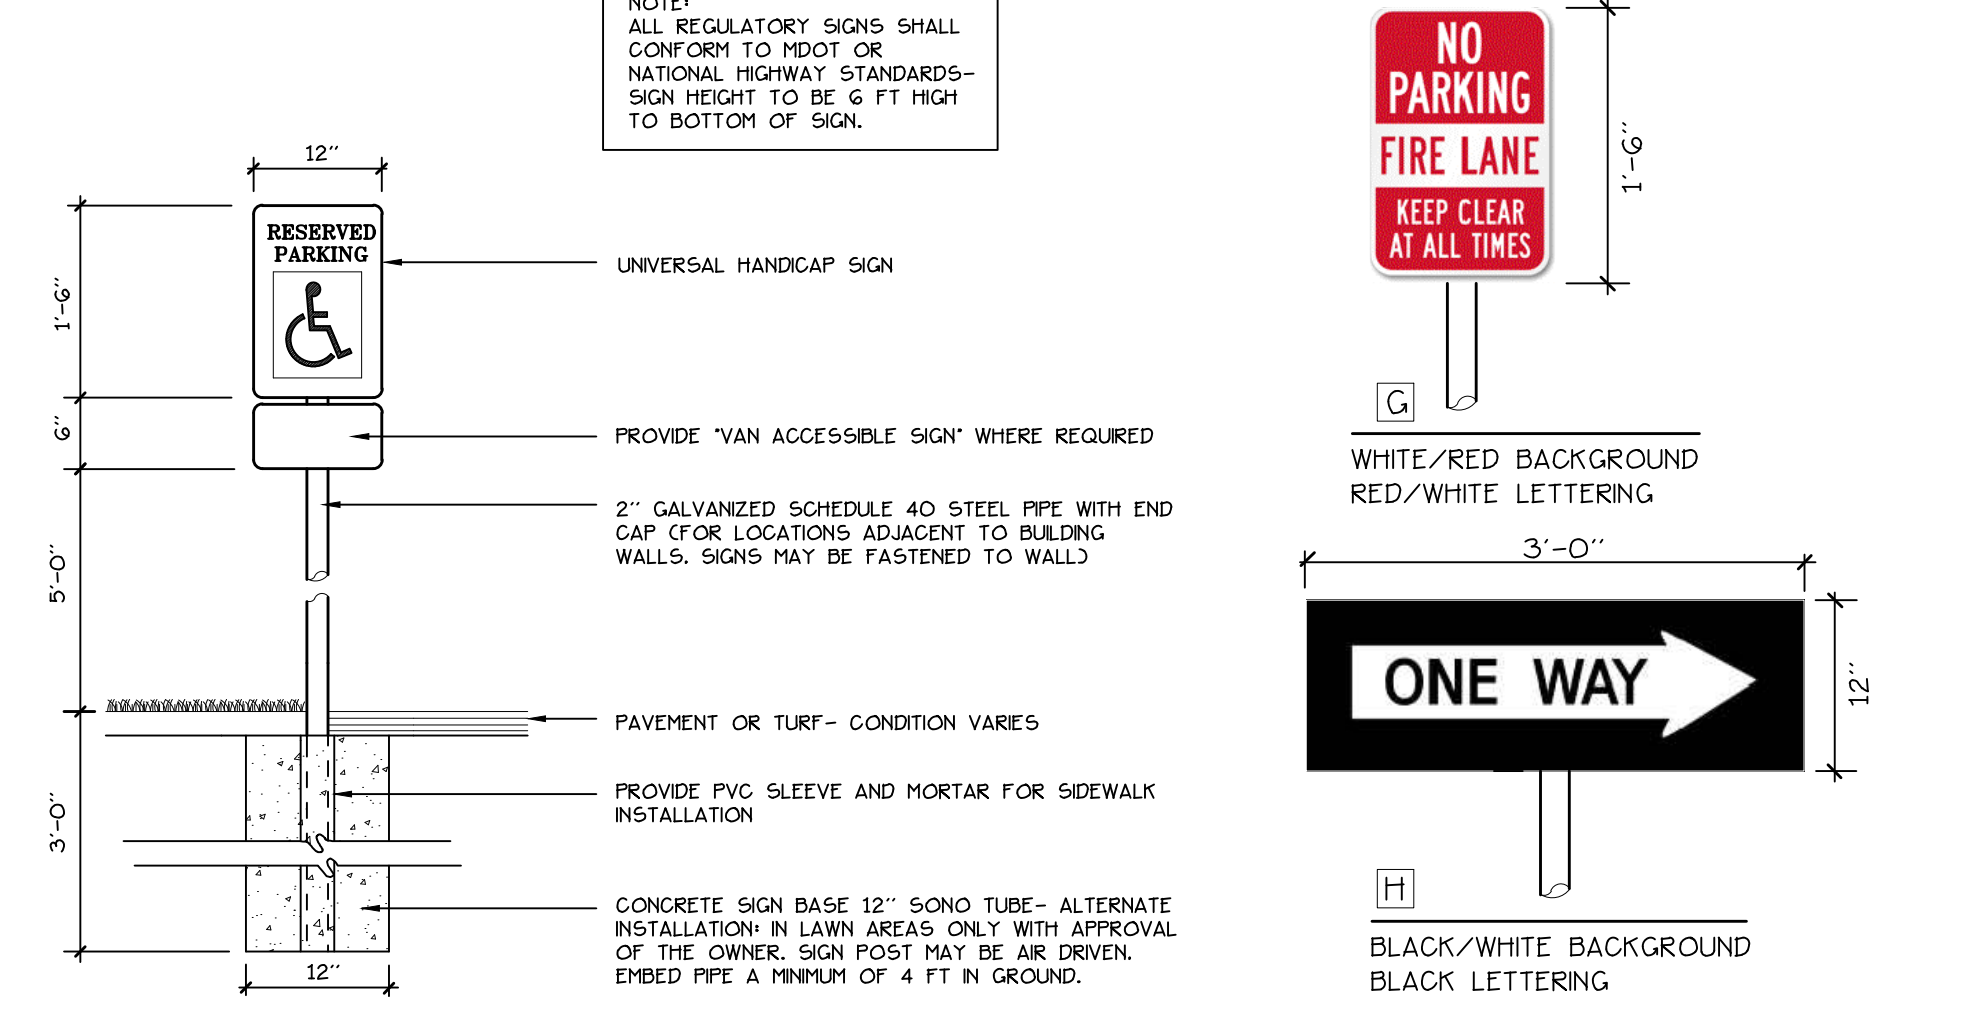 NOTE:
ALL REGULATORY SIGNS SHALL
CONFORM TO MDOT OR
NATIONAL HIGHWAY STANDARDS-
SIGN HEIGHT TO BE 6 FT HIGH
TO BOTTOM OF SIGN.
12"
RESERVED
PARKING
1'-6"
6"
5'-0"
3'-0"
12"
UNIVERSAL HANDICAP SIGN
PROVIDE "VAN ACCESSIBLE SIGN" WHERE REQUIRED
2" GALVANIZED SCHEDULE 40 STEEL PIPE WITH END
CAP (FOR LOCATIONS ADJACENT TO BUILDING
WALLS. SIGNS MAY BE FASTENED TO WALL)
PAVEMENT OR TURF- CONDITION VARIES
PROVIDE PVC SLEEVE AND MORTAR FOR SIDEWALK
INSTALLATION
CONCRETE SIGN BASE 12" SONO TUBE- ALTERNATE
INSTALLATION: IN LAWN AREAS ONLY WITH APPROVAL
OF THE OWNER. SIGN POST MAY BE AIR DRIVEN.
EMBED PIPE A MINIMUM OF 4 FT IN GROUND.
NO
PARKING
FIRE LANE
KEEP CLEAR
AT ALL TIMES
1'-6"
G
WHITE/RED BACKGROUND
RED/WHITE LETTERING
3'-0"
ONE WAY
12"
H
BLACK/WHITE BACKGROUND
BLACK LETTERING